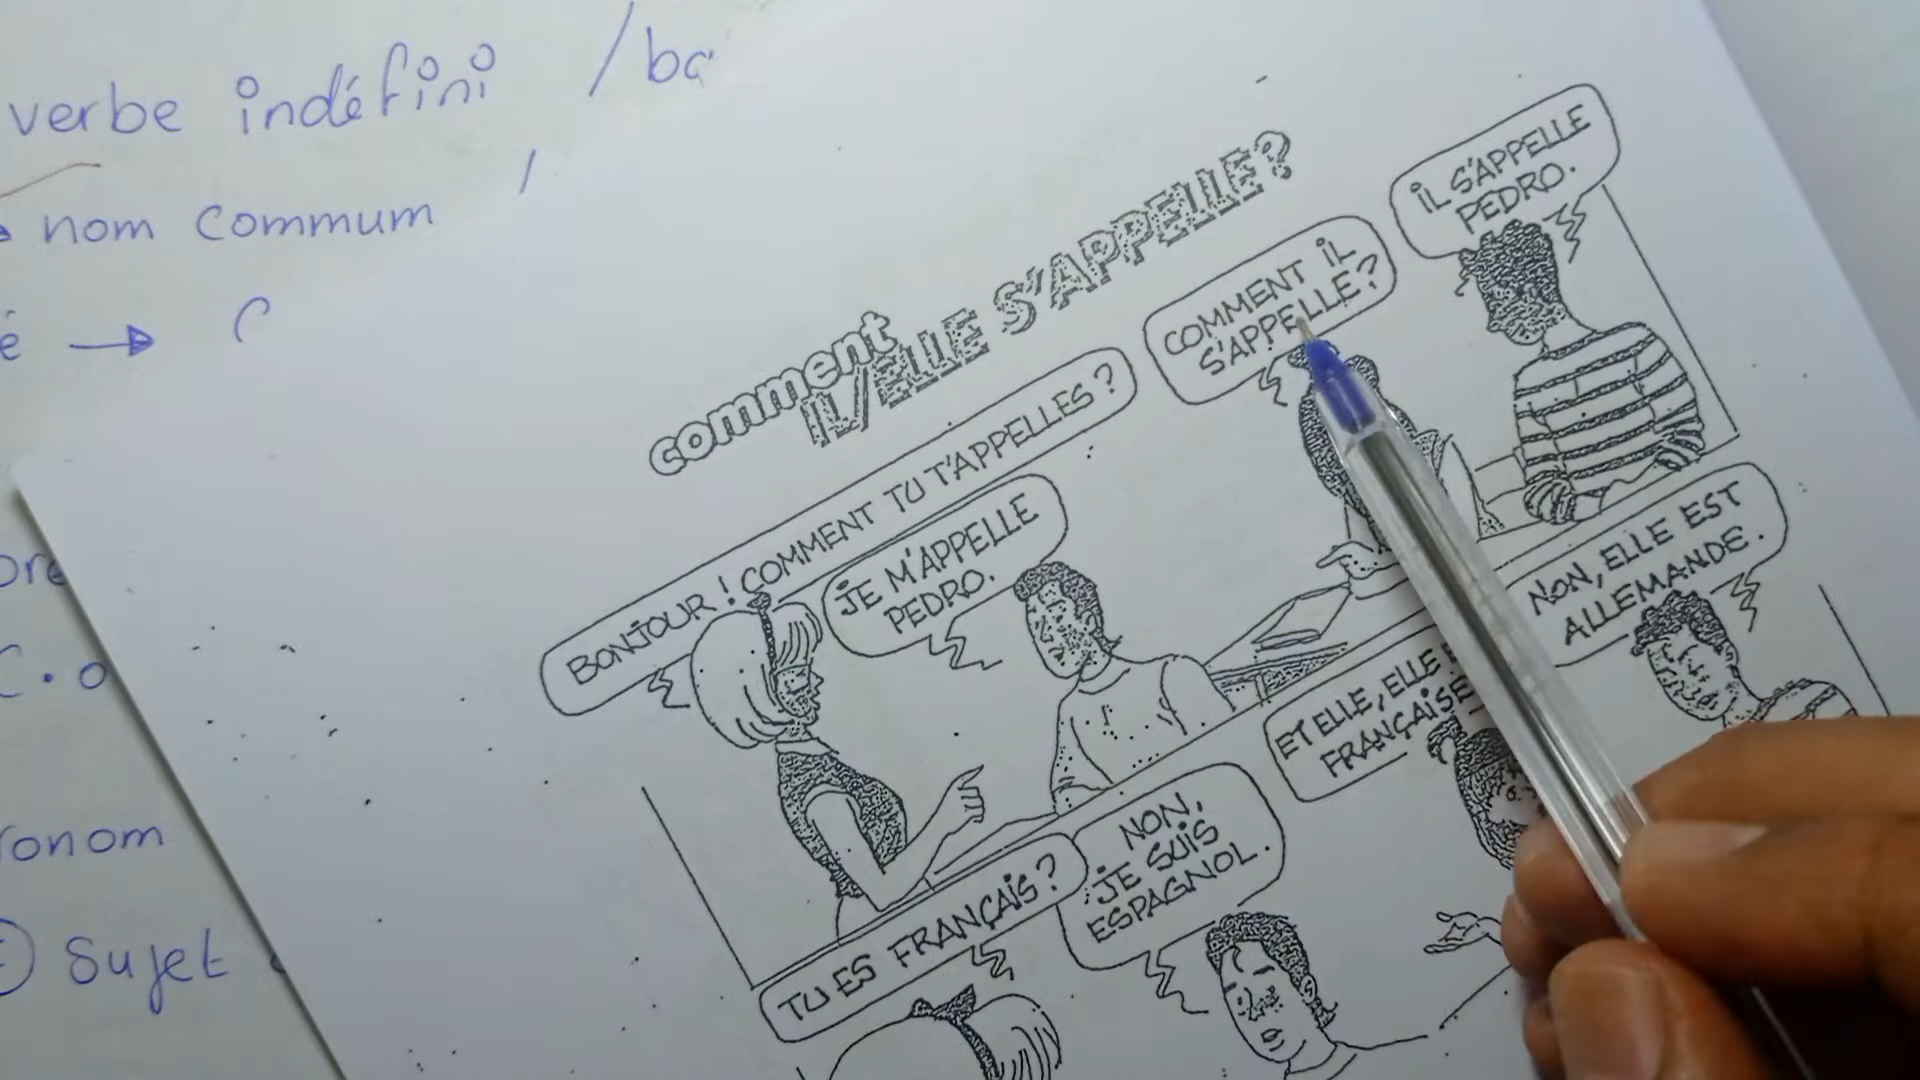 verbe indéfini /ba
nom commum /
é → C
ore
C.o
ronom
Sujet
comment
IL/ELLE S'APPELLE?
BONJOUR! COMMENT TU T'APPELLES?
JE M'APPELLE
PEDRO.
COMMENT IL
S'APPELLE?
IL S'APPELLE
PEDRO.
TU ES FRANÇAIS?
NON,
JE SUIS
ESPAGNOL.
ET ELLE, ELLE
FRANÇAISE
NON, ELLE EST
ALLEMANDE.